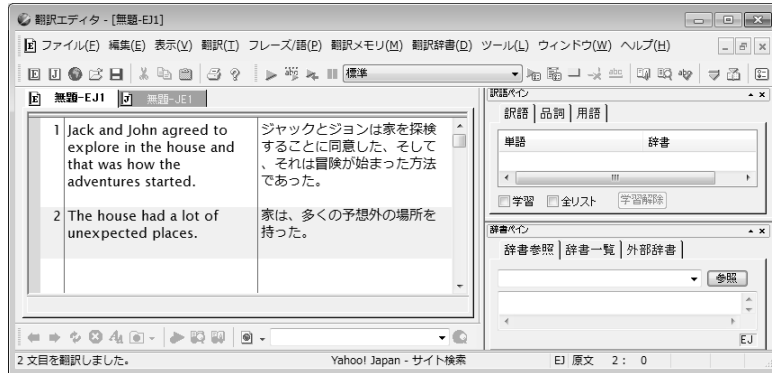 翻訳エディタ - [無題-EJ1]
ファイル(F) 編集(E) 表示(V) 翻訳(T) フレーズ/語(P) 翻訳メモリ(M) 翻訳辞書(D) ツール(L) ウィンドウ(W) ヘルプ(H)
標準
無題-EJ1 無題-JE1
1 Jack and John agreed to
explore in the house and
that was how the
adventures started.
ジャックとジョンは家を探検
することに同意した、そして
、それは冒険が始まった方法
であった。
2 The house had a lot of
unexpected places.
家は、多くの予想外の場所を
持った。
訳語ペイン
訳語 品詞 用語
単語 辞書
学習 全リスト 学習解除
辞書ペイン
辞書参照 辞書一覧 外部辞書
参照
EJ
2 文目を翻訳しました。 Yahoo! Japan - サイト検索 EJ 原文 2: 0